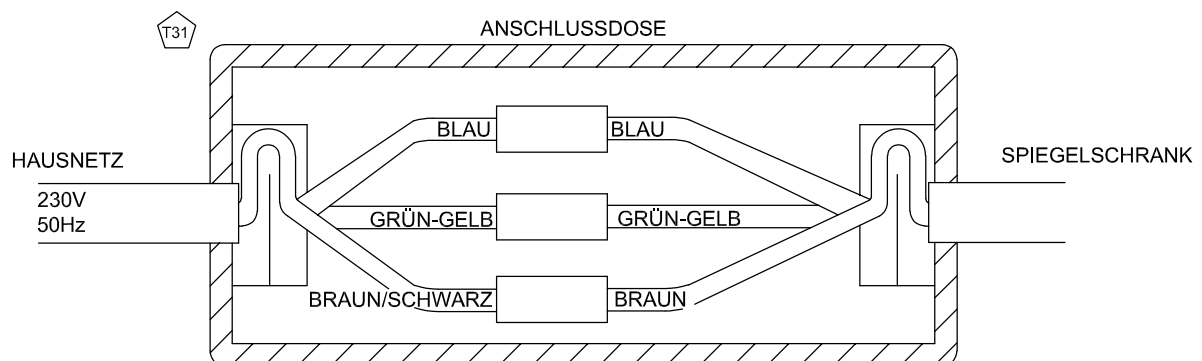 T31
ANSCHLUSSDOSE
BLAU
BLAU
HAUSNETZ
SPIEGELSCHRANK
230V
50Hz
GRÜN-GELB
GRÜN-GELB
BRAUN/SCHWARZ
BRAUN